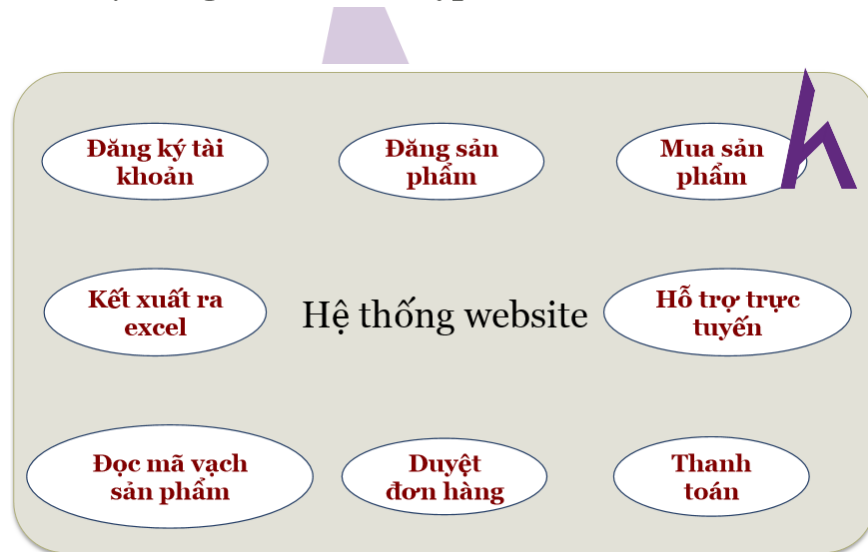 Đăng ký tài
khoản
Đăng sản
phẩm
Mua sản
phẩm
Kết xuất ra
excel
Hệ thống website
Hỗ trợ trực
tuyến
Đọc mã vạch
sản phẩm
Duyệt
đơn hàng
Thanh
toán